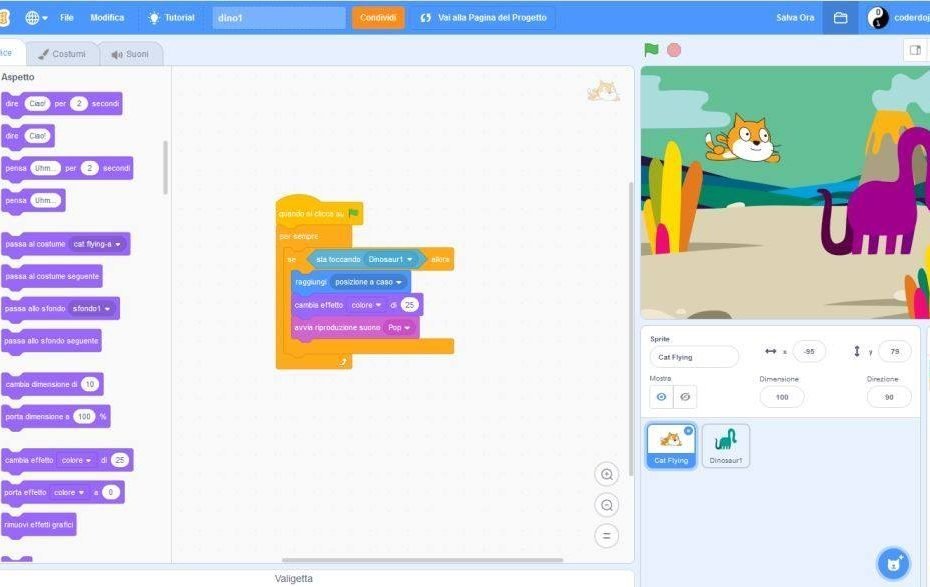 File Modifica Tutorial dino1 Condividi Vai alla Pagina del Progetto Salva Ora coderdoj
ice Costumi Suoni
Aspetto
dire Ciao! per 2 secondi
dire Ciao!
pensa Uhm... per 2 secondi
pensa Uhm...
passa al costume cat flying-a
passa al costume seguente
passa allo sfondo sfondo1
passa allo sfondo seguente
cambia dimensione di 10
porta dimensione a 100 %
cambia effetto colore di 25
porta effetto colore a 0
rimuovi effetti grafici
quando si clicca su
per sempre
se sta toccando Dinosaur1 allora
raggiungi posizione a caso
cambia effetto colore di 25
avvia riproduzione suono Pop
Valigetta
Sprite
Cat Flying x -95 y 79
Mostra Dimensione Direzione
100 90
Cat Flying Dinosaur1